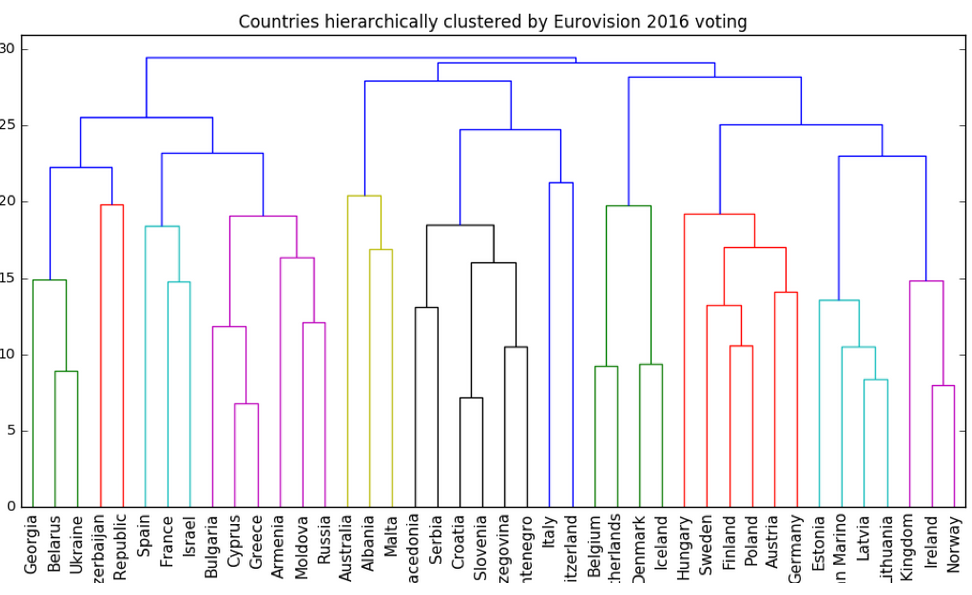 Countries hierarchically clustered by Eurovision 2016 voting
30
25
20
15
10
5
0
Georgia
Belarus
Ukraine
zerbaijan
Republic
Spain
France
Israel
Bulgaria
Cyprus
Greece
Armenia
Moldova
Russia
Australia
Albania
Malta
acedonia
Serbia
Croatia
Slovenia
zegovina
ntenegro
Italy
itzerland
Belgium
herlands
Denmark
Iceland
Hungary
Sweden
Finland
Poland
Austria
Germany
Estonia
n Marino
Latvia
ithuania
Kingdom
Ireland
Norway